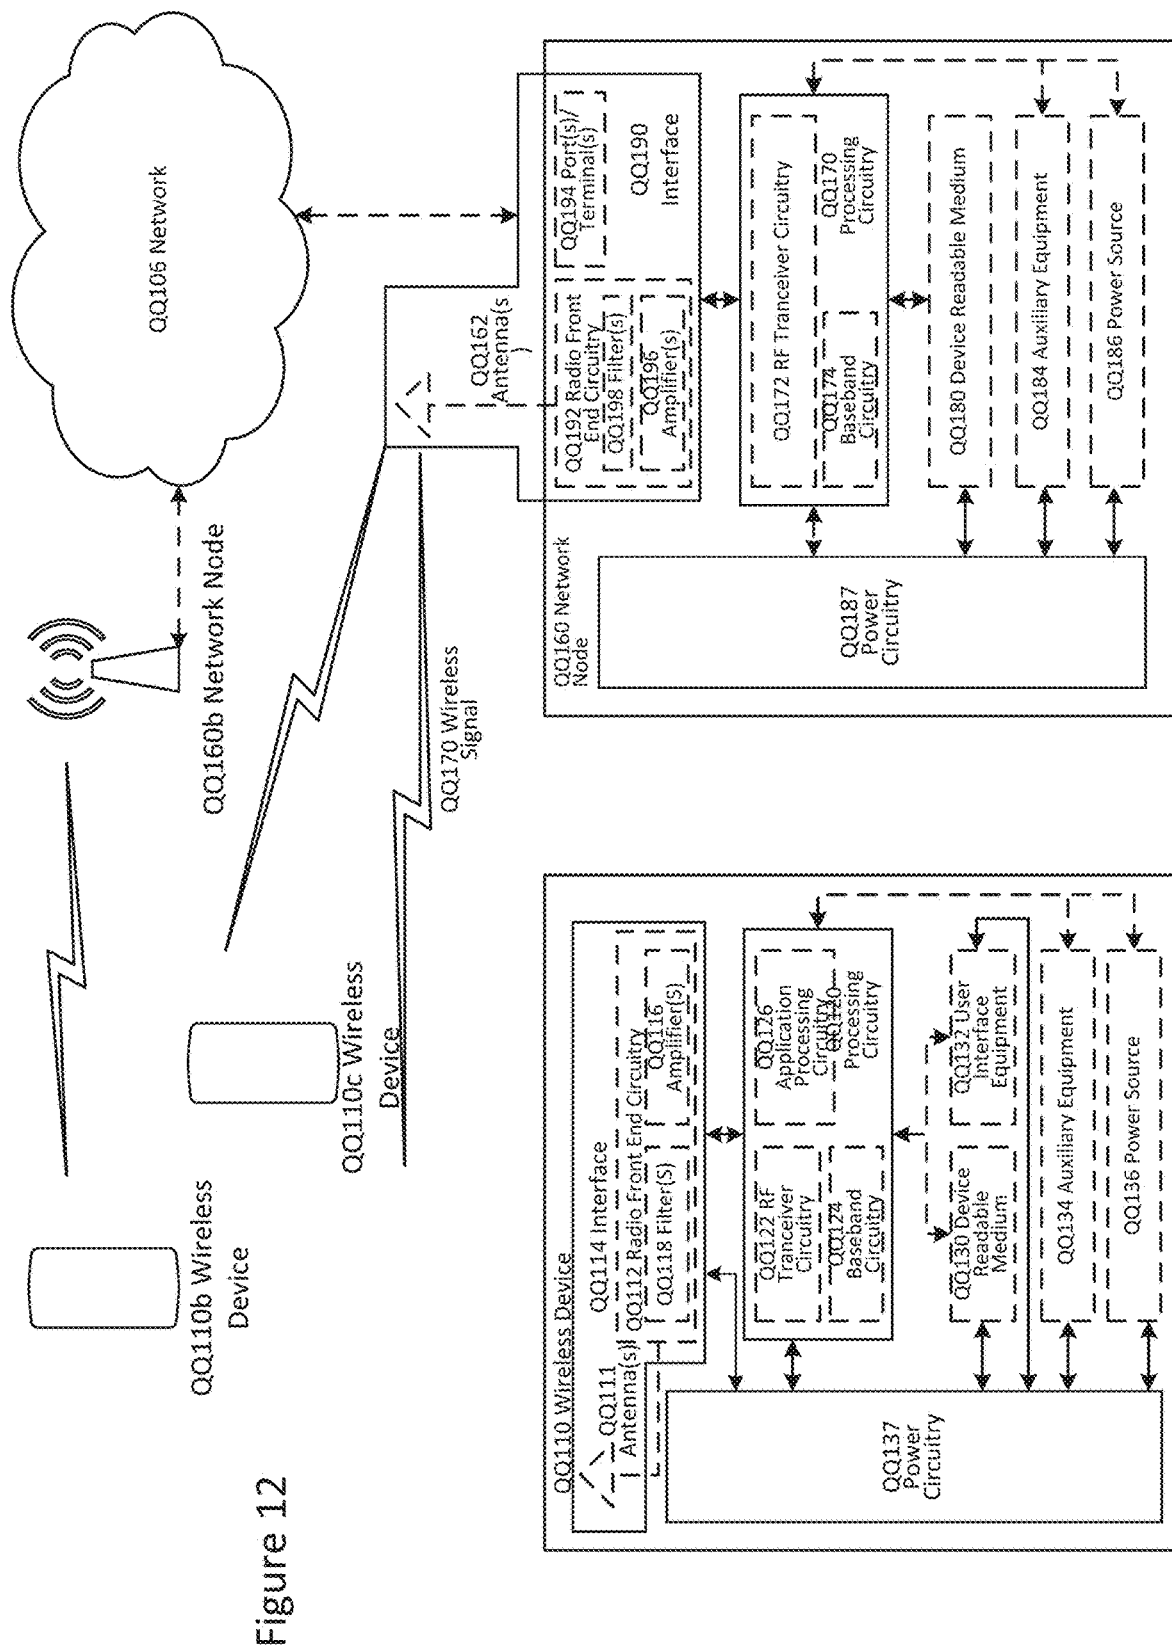 Figure 12
QQ110b Wireless
Device
QQ110c Wireless
Device
QQ160b Network Node
QQ106 Network
QQ170 Wireless
Signal
QQ162
Antenna(s
QQ110 Wireless Device
QQ111
Antenna(s)
QQ114 Interface
QQ112 Radio Front End Circuitry
QQ118 Filter(S)
QQ116
Amplifier(S)
QQ122 RF
Tranceiver
Circuitry
QQ124
Baseband
Circuitry
QQ126
Application
Processing
Circuitry
QQ120
Processing
Circuitry
QQ130 Device
Readable
Medium
QQ132 User
Interface
Equipment
QQ134 Auxiliary Equipment
QQ136 Power Source
QQ137
Power
Circuitry
QQ160 Network
Node
QQ192 Radio Front
End Circuitry
QQ198 Filter(s)
QQ196
Amplifier(s)
QQ194 Port(s)/
Terminal(s)
QQ190
Interface
QQ172 RF Tranceiver Circuitry
QQ174
Baseband
Circuitry
QQ170
Processing
Circuitry
QQ180 Device Readable Medium
QQ184 Auxiliary Equipment
QQ186 Power Source
QQ187
Power
Circuitry